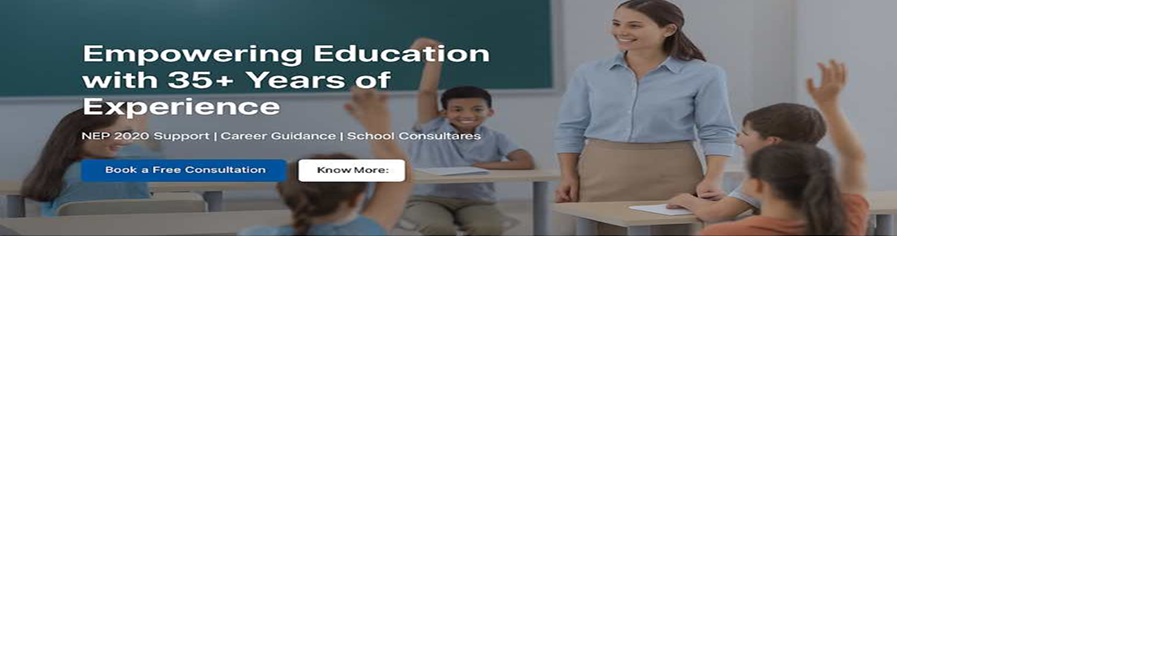 Empowering Education
with 35+ Years of
Experience
NEP 2020 Support | Career Guidance | School Consultares
Book a Free Consultation
Know More: